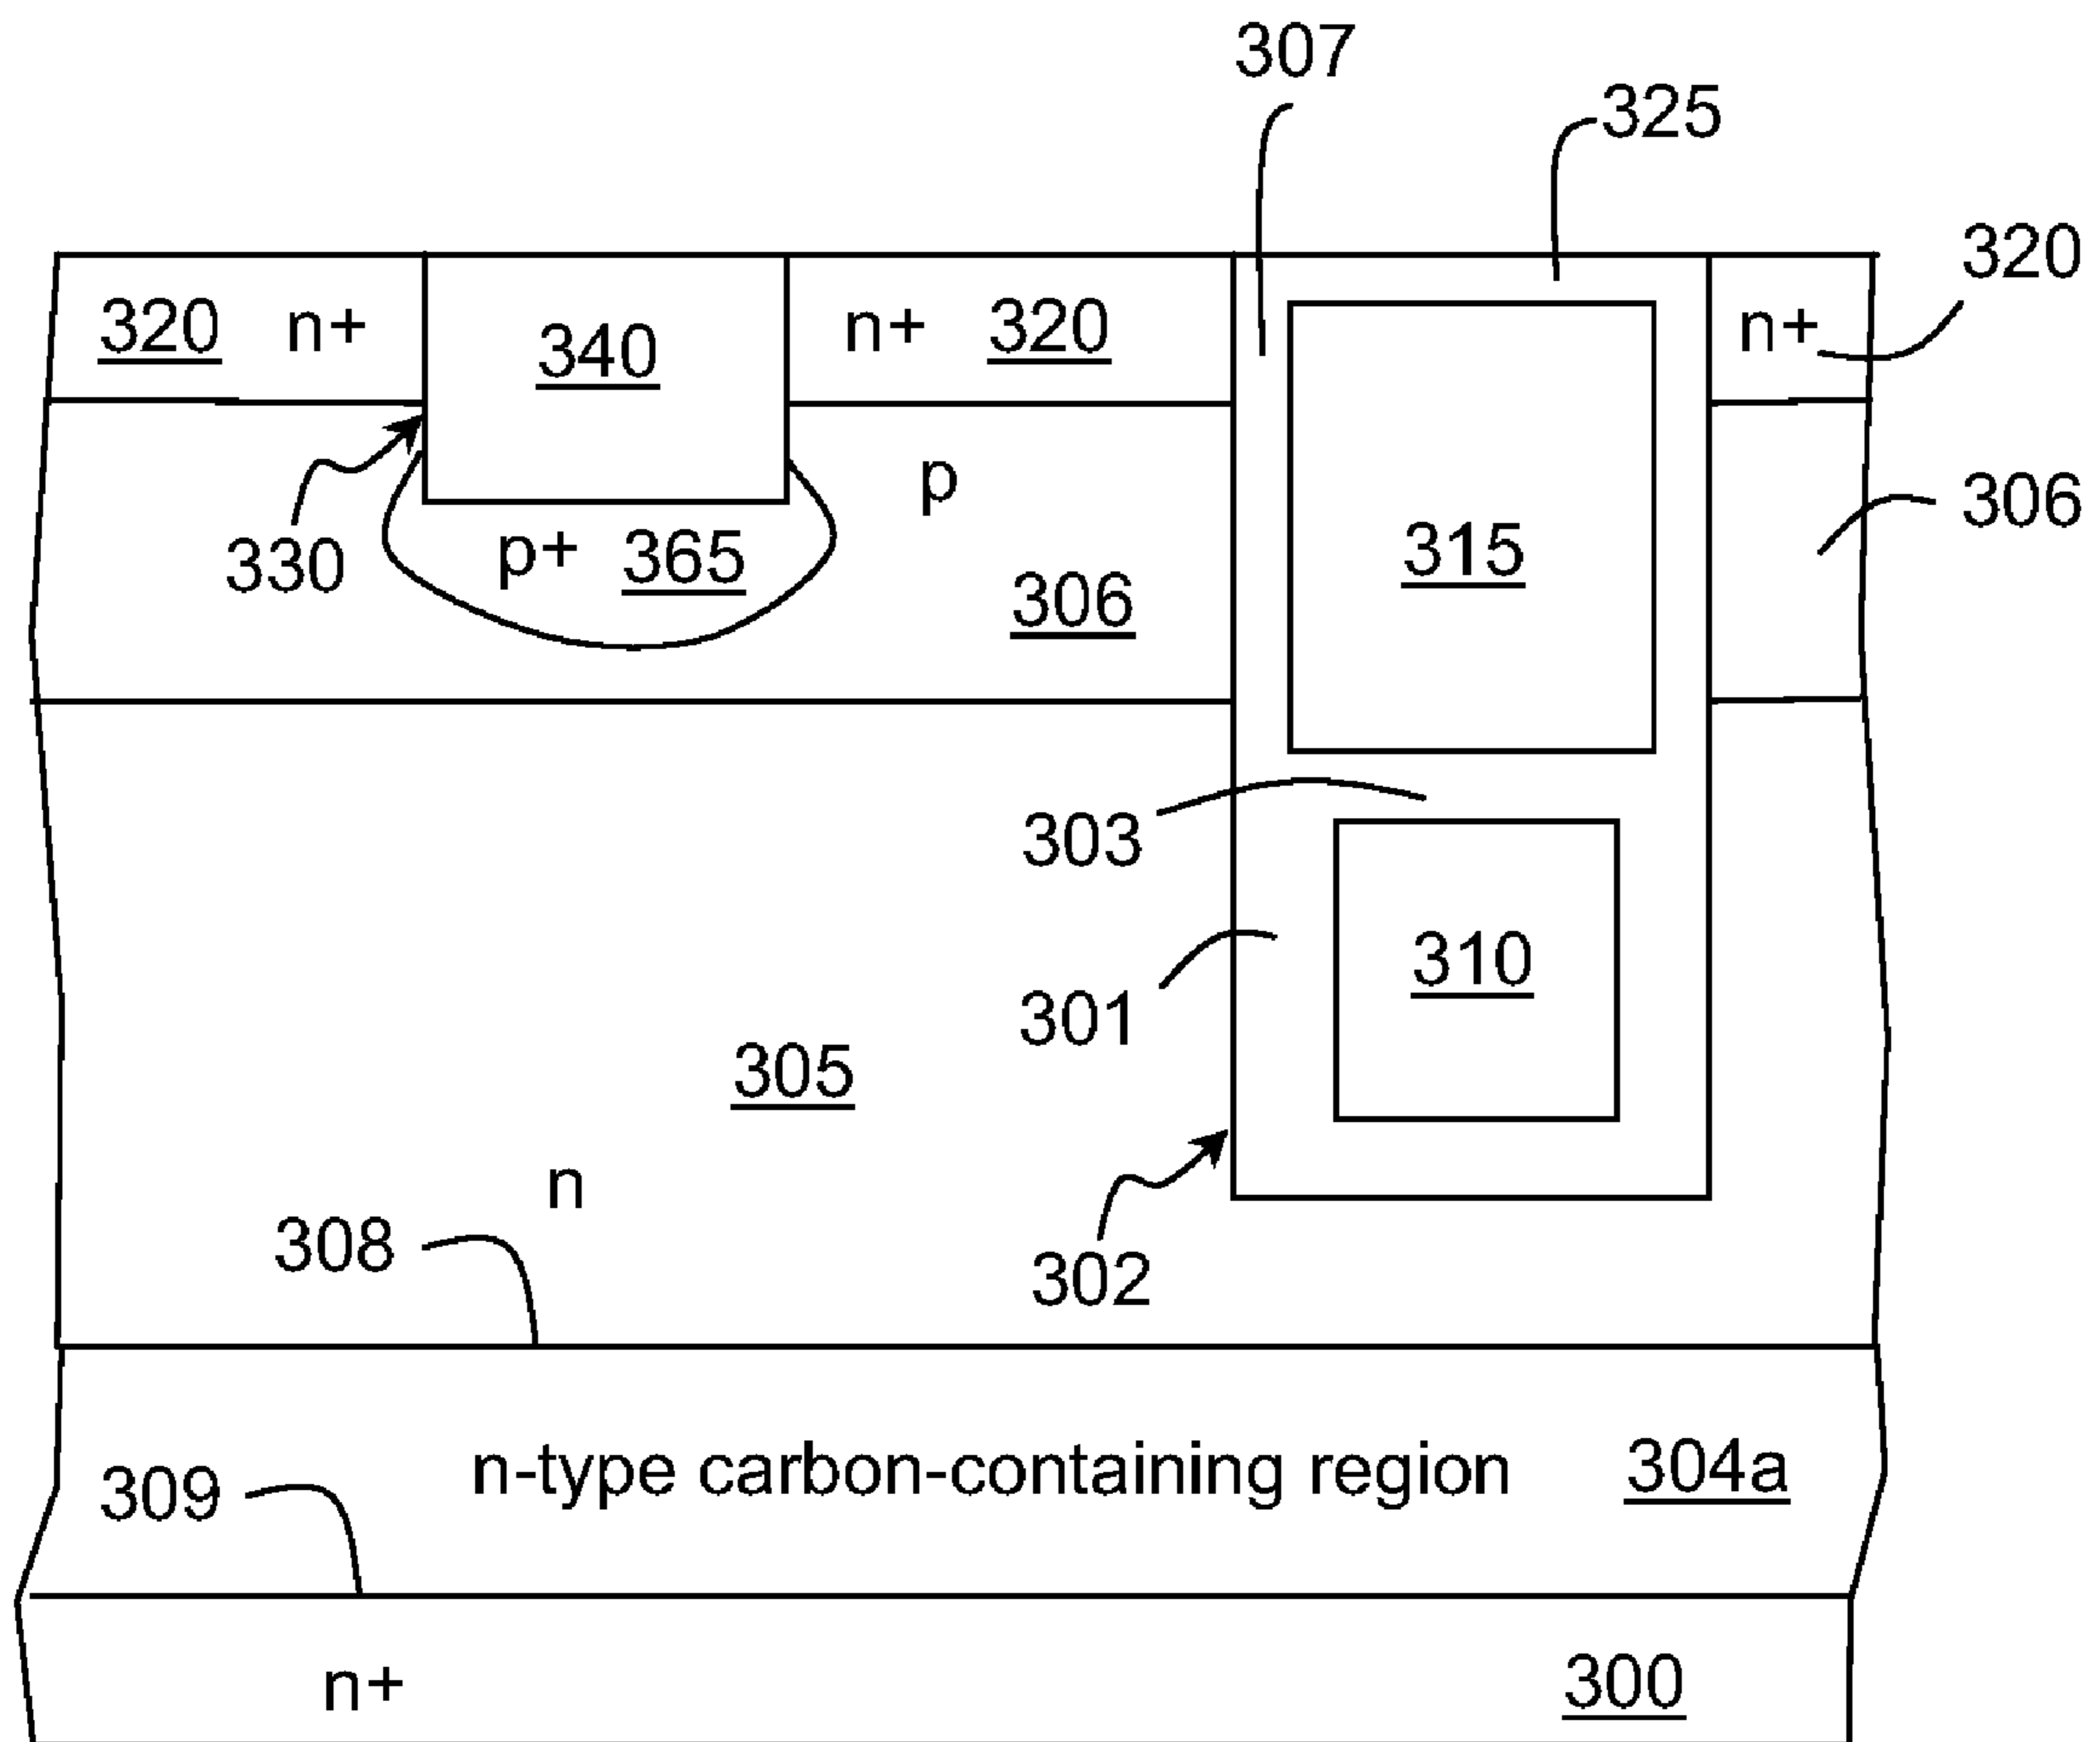 307
325
320
320 n+
340
n+ 320
n+
p
306
330
p+ 365
315
306
303
310
301
305
n
308
302
n-type carbon-containing region 304a
309
n+
300